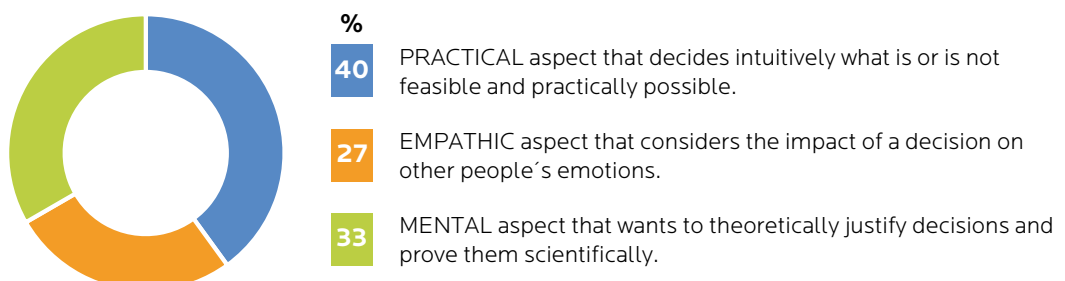 %
40
PRACTICAL aspect that decides intuitively what is or is not
feasible and practically possible.
27
EMPATHIC aspect that considers the impact of a decision on
other people´s emotions.
33
MENTAL aspect that wants to theoretically justify decisions and
prove them scientifically.